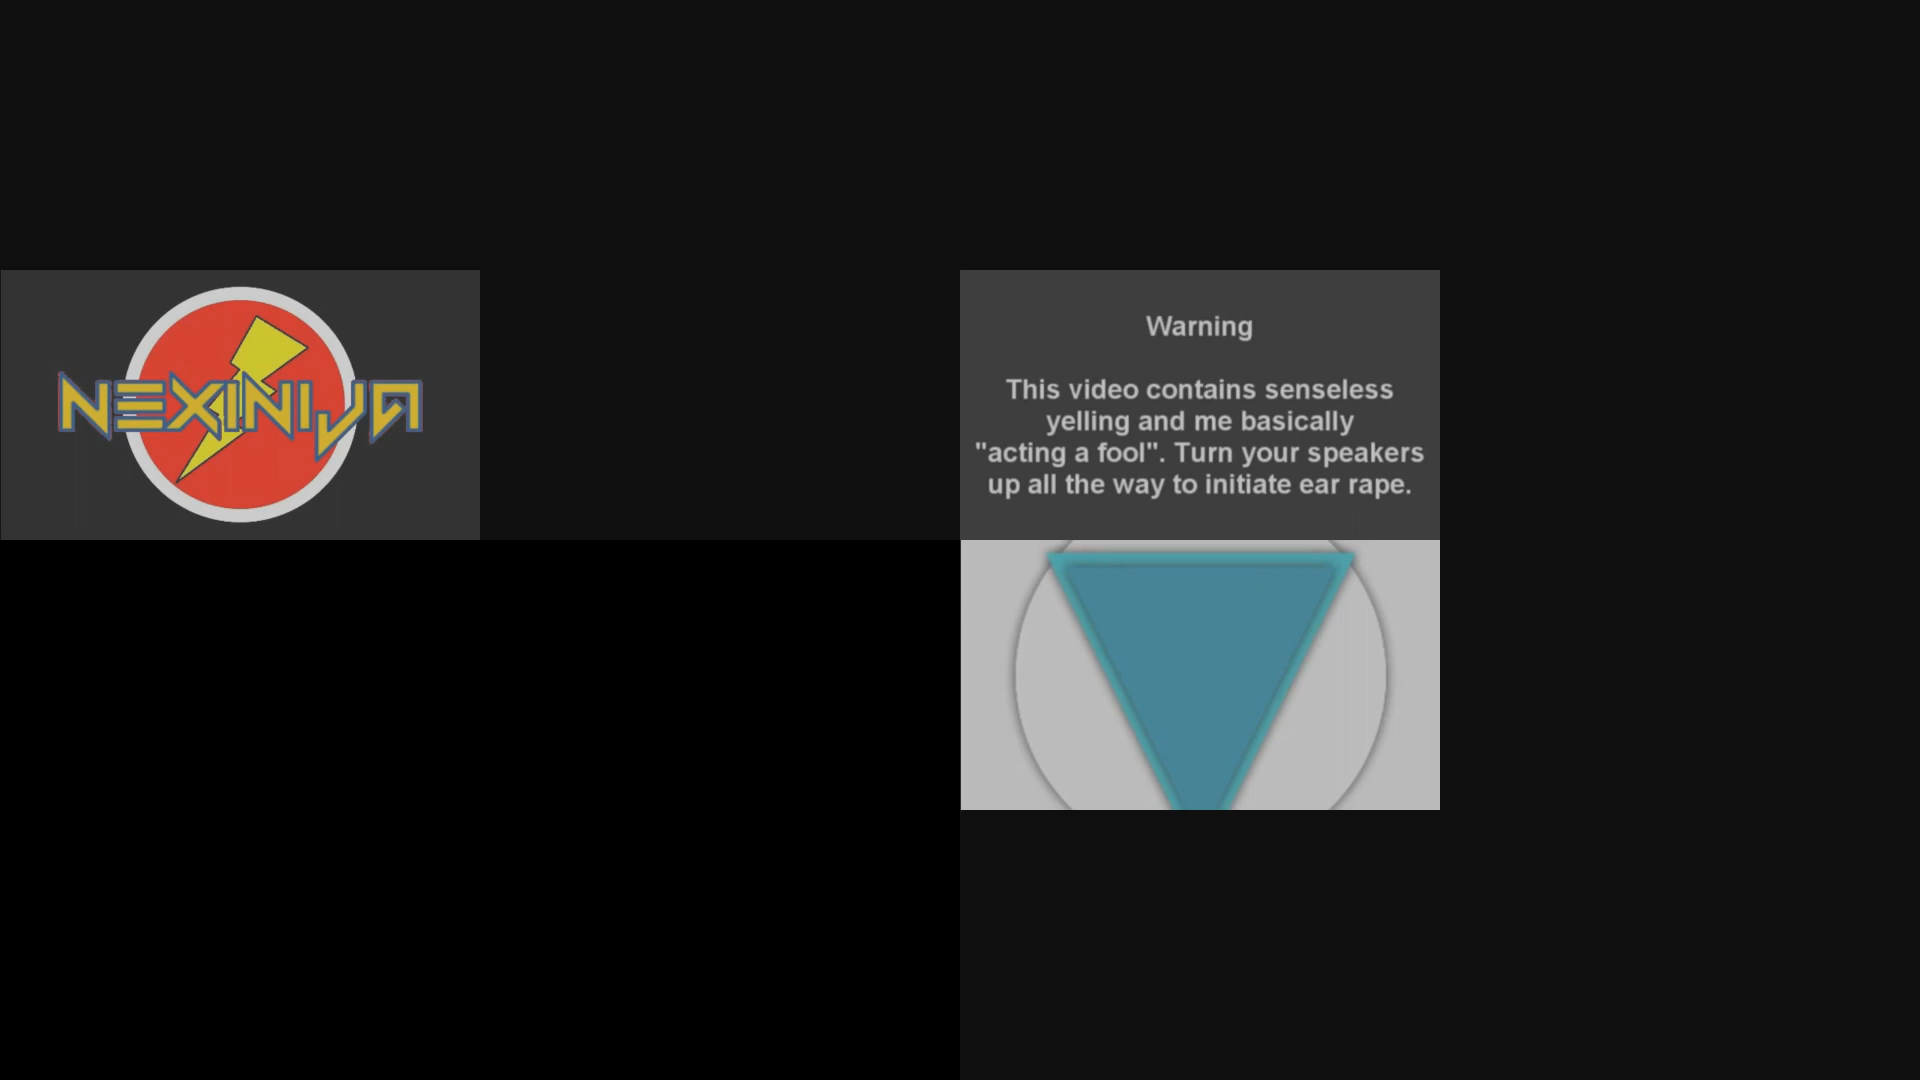 NEXINIJA
Warning
This video contains senseless
yelling and me basically
"acting a fool". Turn your speakers
up all the way to initiate ear rape.